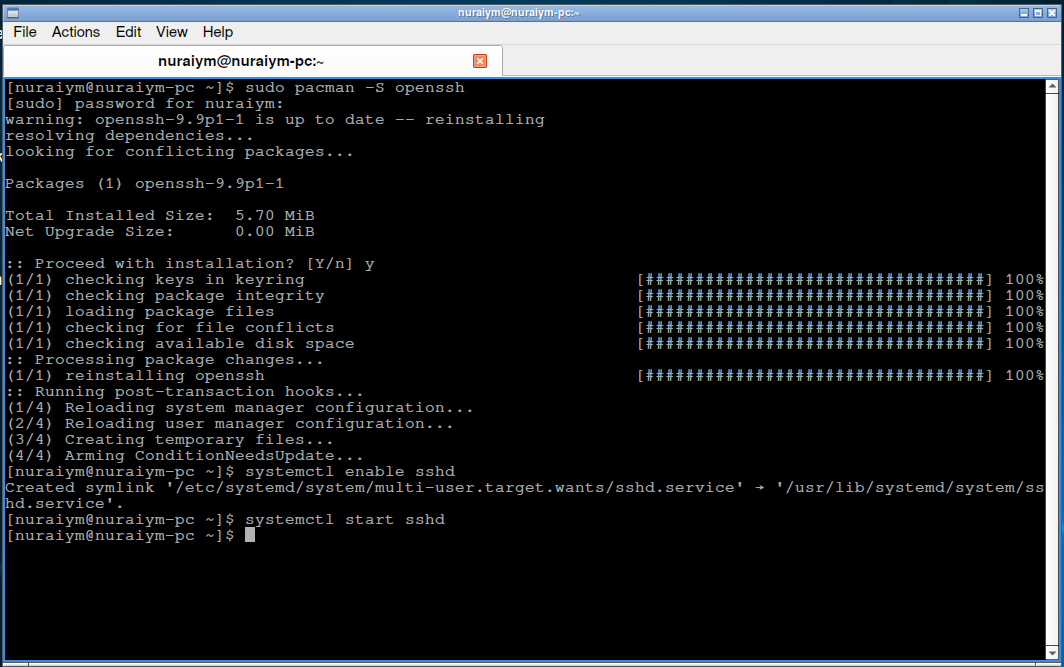 nuraiym@nuraiym-pc:~
File Actions Edit View Help
nuraiym@nuraiym-pc:~
[nuraiym@nuraiym-pc ~]$ sudo pacman -S openssh
[sudo] password for nuraiym:
warning: openssh-9.9p1-1 is up to date -- reinstalling
resolving dependencies...
looking for conflicting packages...
Packages (1) openssh-9.9p1-1
Total Installed Size:  5.70 MiB
Net Upgrade Size:      0.00 MiB
:: Proceed with installation? [Y/n] y
(1/1) checking keys in keyring [##################################] 100%
(1/1) checking package integrity [##################################] 100%
(1/1) loading package files [##################################] 100%
(1/1) checking for file conflicts [##################################] 100%
(1/1) checking available disk space [##################################] 100%
:: Processing package changes...
(1/1) reinstalling openssh [##################################] 100%
:: Running post-transaction hooks...
(1/4) Reloading system manager configuration...
(2/4) Reloading user manager configuration...
(3/4) Creating temporary files...
(4/4) Arming ConditionNeedsUpdate...
[nuraiym@nuraiym-pc ~]$ systemctl enable sshd
Created symlink '/etc/systemd/system/multi-user.target.wants/sshd.service' → '/usr/lib/systemd/system/ss
hd.service'.
[nuraiym@nuraiym-pc ~]$ systemctl start sshd
[nuraiym@nuraiym-pc ~]$